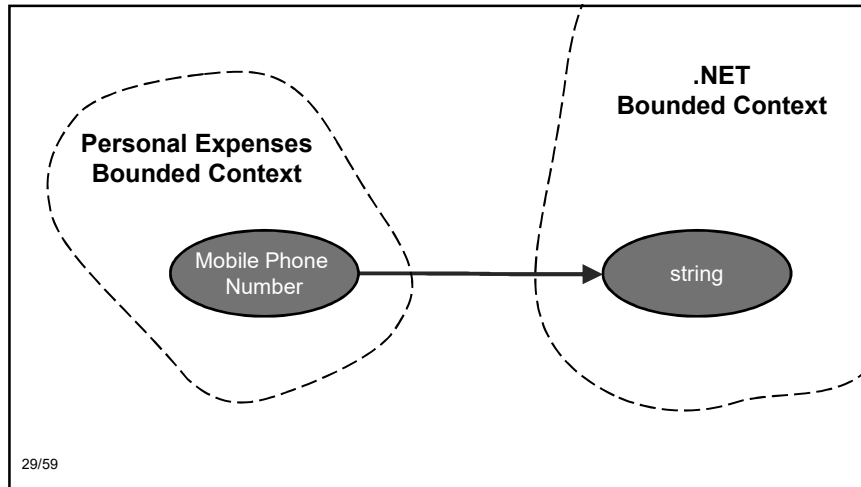 .NET
Bounded Context
Personal Expenses
Bounded Context
Mobile Phone
Number
string
29/59